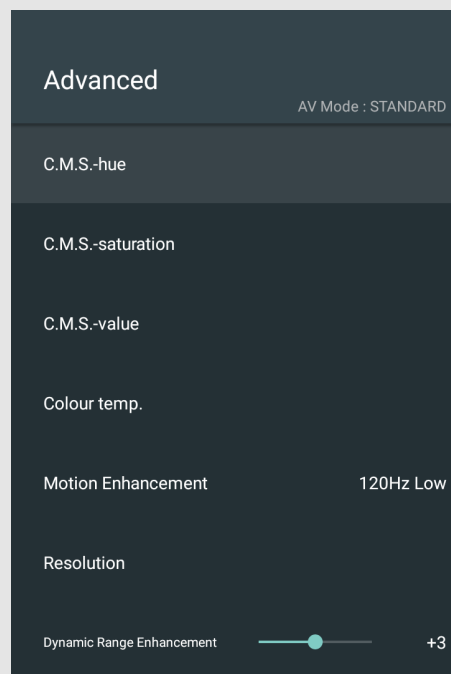 Advanced
AV Mode : STANDARD
C.M.S.-hue
C.M.S.-saturation
C.M.S.-value
Colour temp.
Motion Enhancement 120Hz Low
Resolution
Dynamic Range Enhancement +3